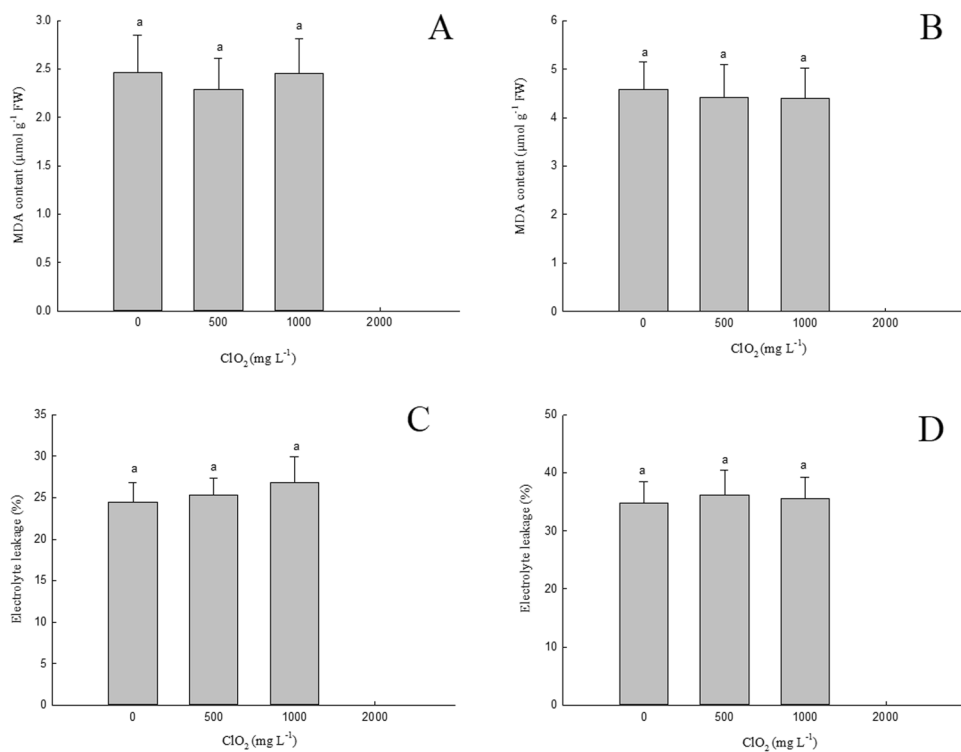 A
MDA content (µmol g⁻¹ FW)
3.0
2.5
2.0
1.5
1.0
0.5
0.0
a
a
a
0
500
1000
2000
ClO₂ (mg L⁻¹)
B
MDA content (µmol g⁻¹ FW)
6
5
4
3
2
1
0
a
a
a
0
500
1000
2000
ClO₂ (mg L⁻¹)
C
Electrolyte leakage (%)
35
30
25
20
15
10
5
0
a
a
a
0
500
1000
2000
ClO₂ (mg L⁻¹)
D
Electrolyte leakage (%)
50
40
30
20
10
0
a
a
a
0
500
1000
2000
ClO₂ (mg L⁻¹)